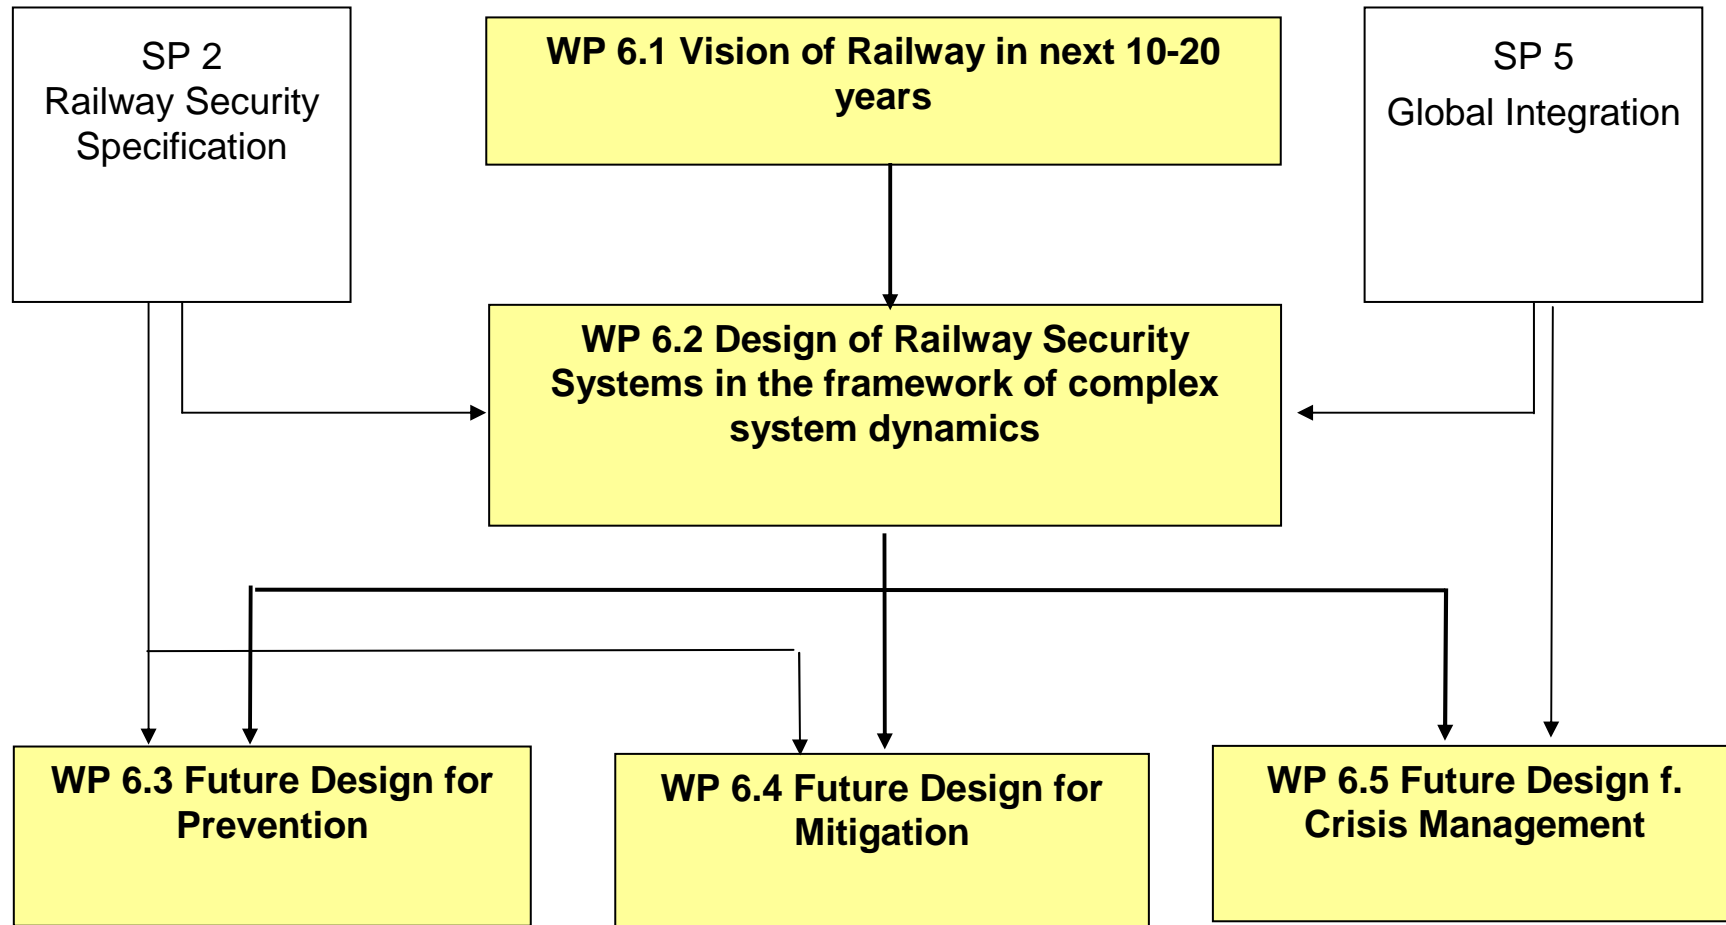 SP 2
Railway Security
Specification
WP 6.1 Vision of Railway in next 10-20
years
SP 5
Global Integration
WP 6.2 Design of Railway Security
Systems in the framework of complex
system dynamics
WP 6.3 Future Design for
Prevention
WP 6.4 Future Design for
Mitigation
WP 6.5 Future Design f.
Crisis Management